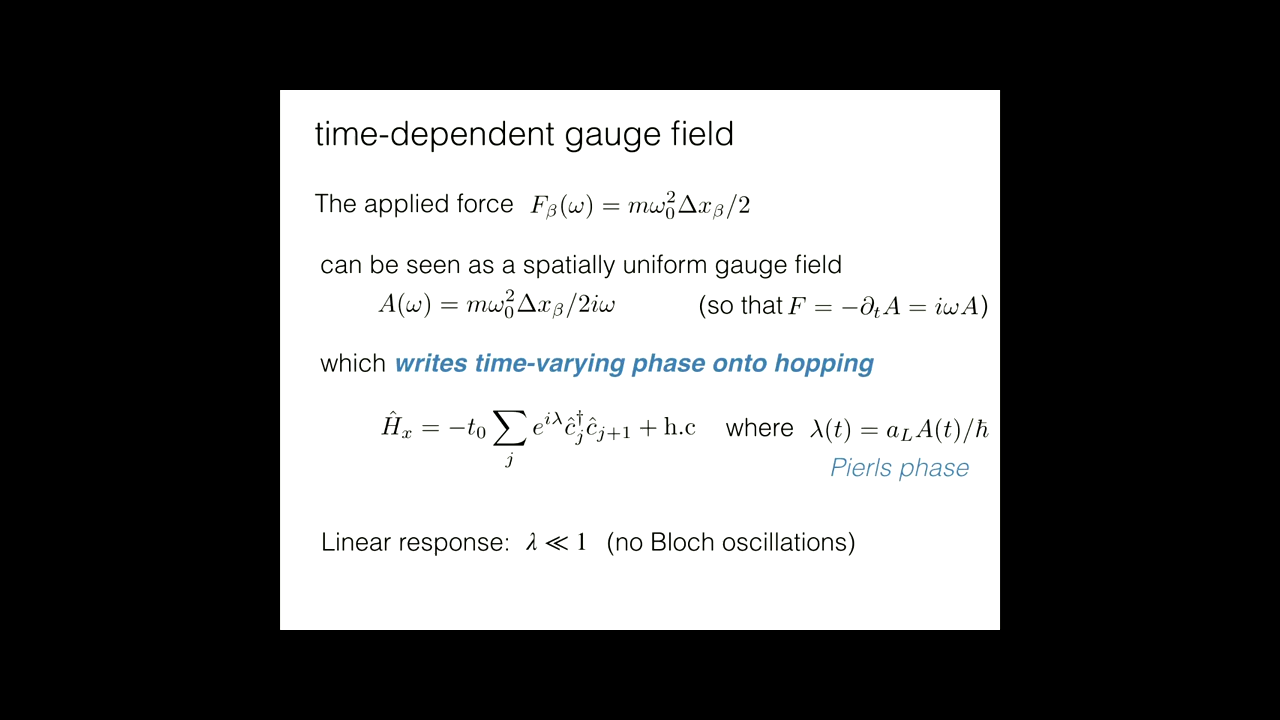 time-dependent gauge field
The applied force $F_\beta(\omega) = m\omega_0^2 \Delta x_\beta/2$
can be seen as a spatially uniform gauge field
$A(\omega) = m\omega_0^2 \Delta x_\beta/2i\omega$ (so that $F = -\partial_t A = i\omega A$)
which writes time-varying phase onto hopping
$\hat{H}_x = -t_0 \sum_j e^{i\lambda} \hat{c}_j^\dagger \hat{c}_{j+1} + \text{h.c}$ where $\lambda(t) = a_L A(t)/\hbar$
Pierls phase
Linear response: $\lambda \ll 1$ (no Bloch oscillations)